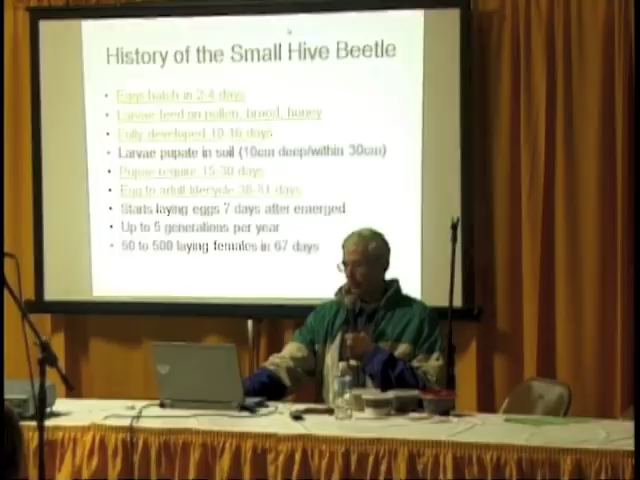 History of the Small Hive Beetle
• Eggs hatch in 2-4 days
• Larvae feed on pollen, brood, honey
• Fully developed 10-16 days
• Larvae pupate in soil (10cm deep/within 30cm)
• Pupae require 15-30 days
• Egg to adult lifecycle 38-81 days
• Starts laying eggs 7 days after emerged
• Up to 5 generations per year
• 50 to 500 laying females in 67 days